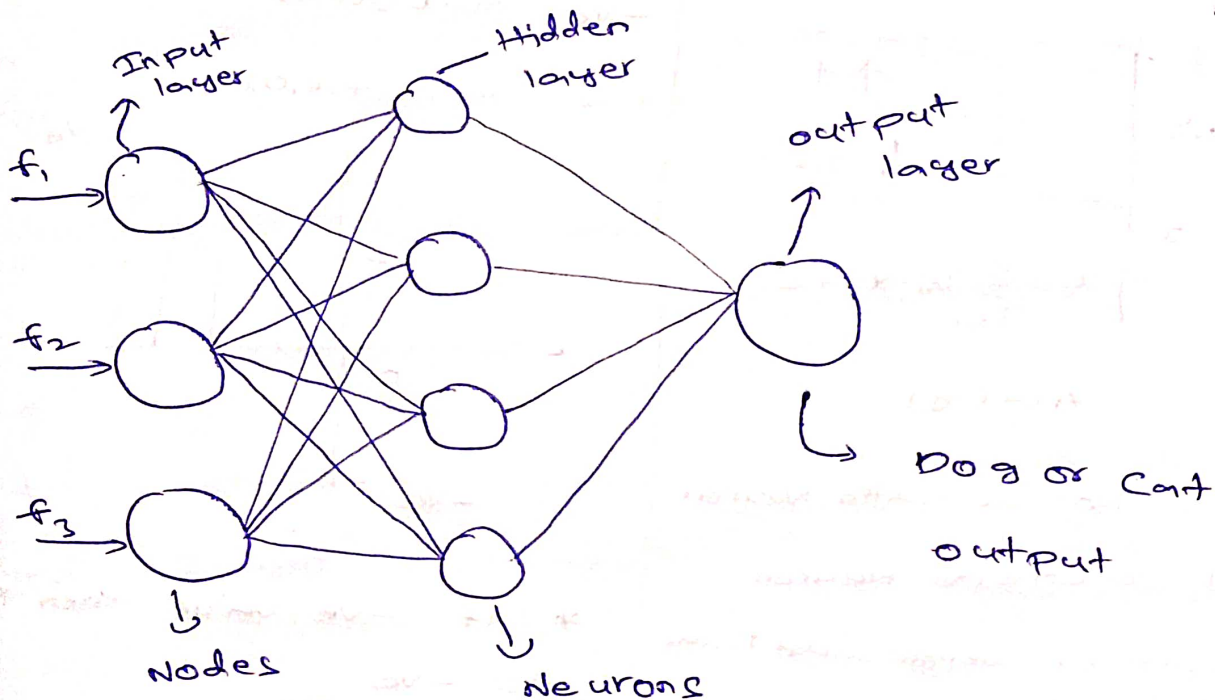 Input
layer
Hidden
layer
output
layer
f1
f2
f3
Dog or Cat
output
Nodes
Neurons